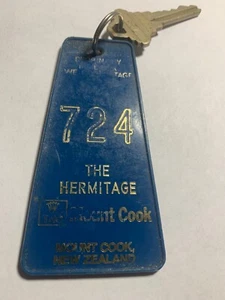 724
THE
HERMITAGE
Mount Cook
MOUNT COOK,
NEW ZEALAND